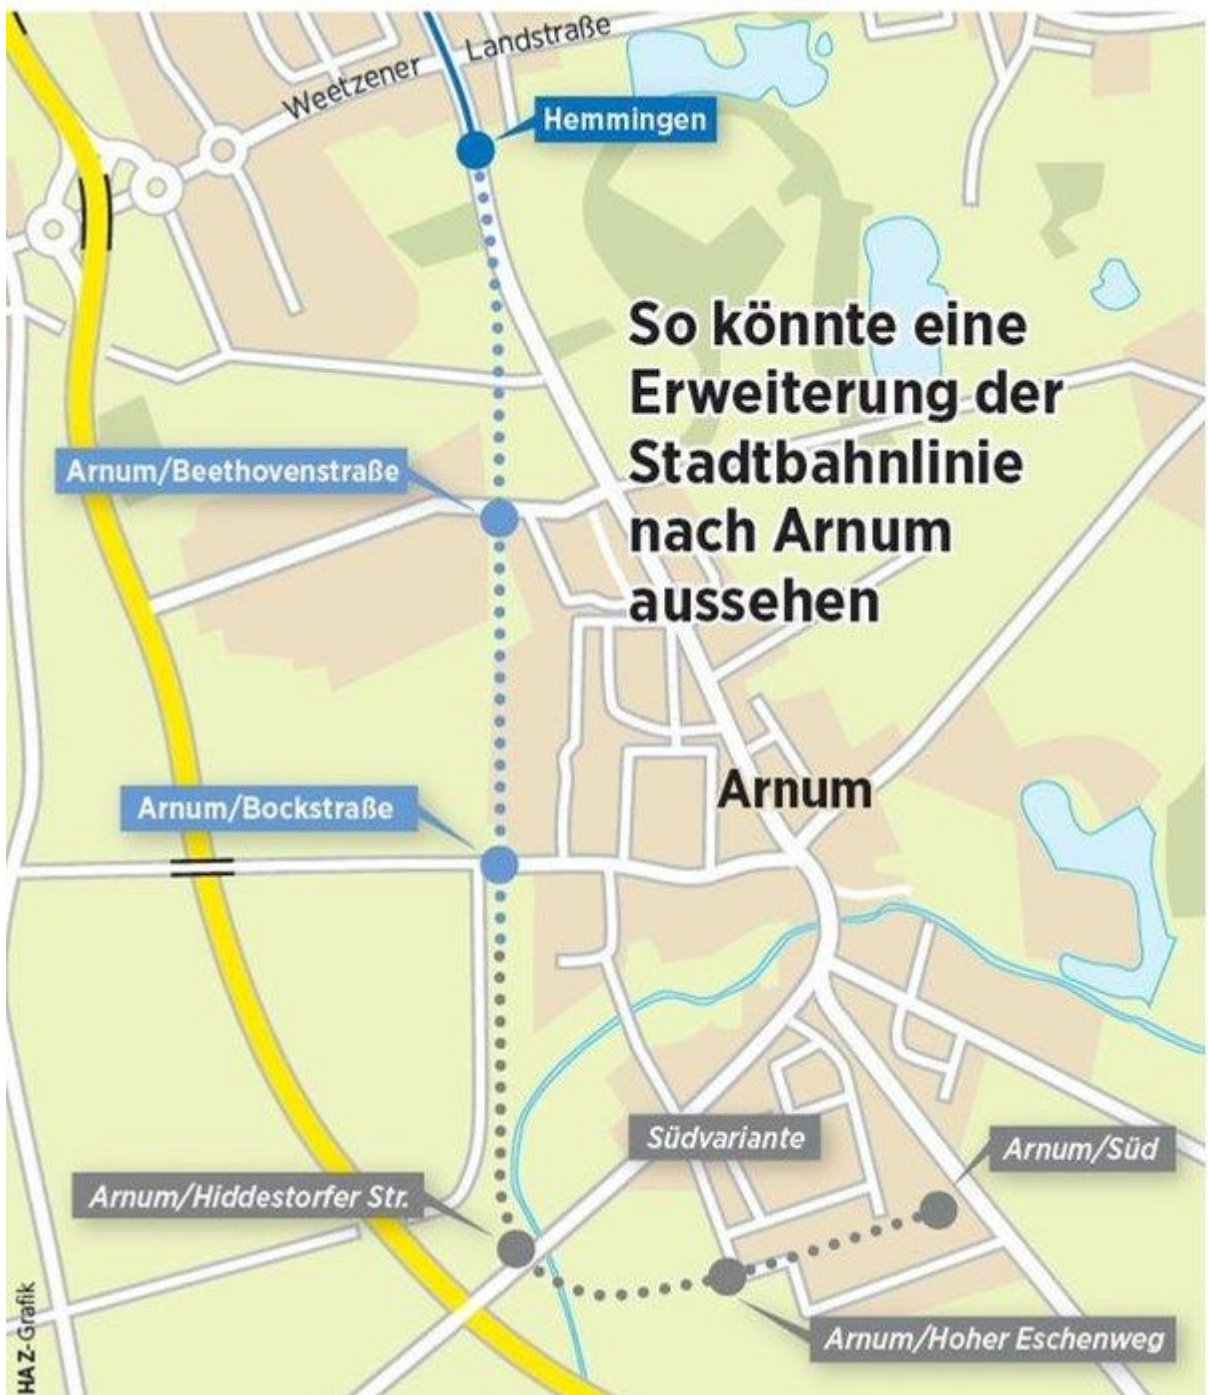 Weetzener Landstraße
Hemmingen
So könnte eine
Erweiterung der
Stadtbahnlinie
nach Arnum
aussehen
Arnum/Beethovenstraße
Arnum
Arnum/Bockstraße
Südvariante
Arnum/Süd
Arnum/Hiddestorfer Str.
Arnum/Hoher Eschenweg
HAZ-Grafik